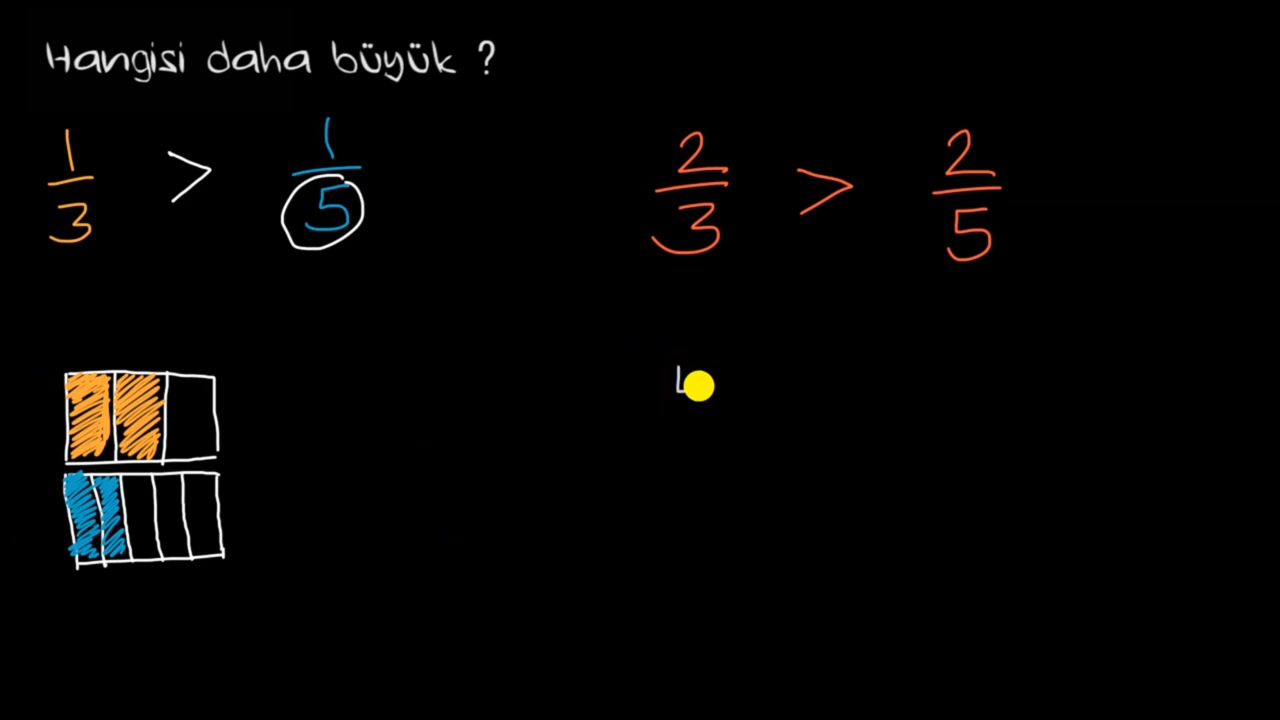 Hangisi daha büyük ?
1/3 > 1/5
2/3 > 2/5